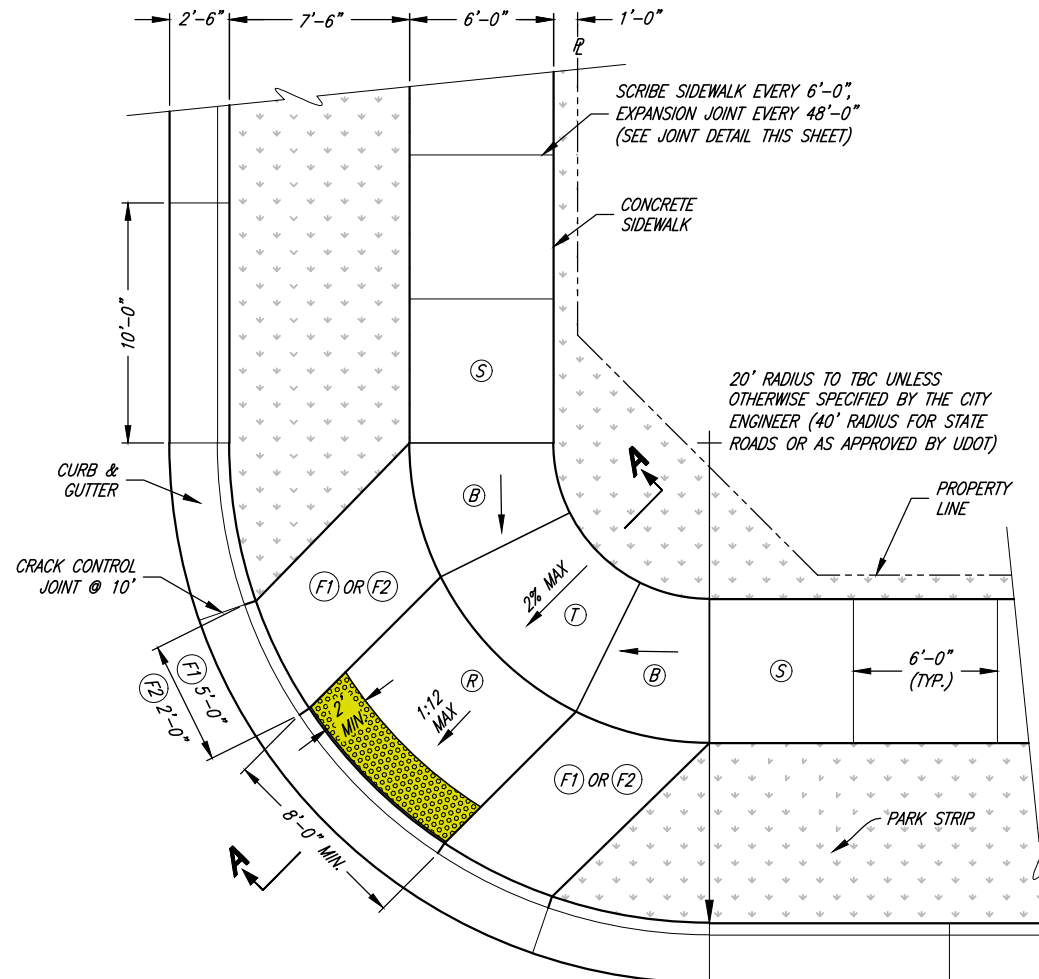 2'-6"
7'-6"
6'-0"
1'-0"
PL
SCRIBE SIDEWALK EVERY 6'-0",
EXPANSION JOINT EVERY 48'-0"
(SEE JOINT DETAIL THIS SHEET)
CONCRETE
SIDEWALK
10'-0"
S
20' RADIUS TO TBC UNLESS
OTHERWISE SPECIFIED BY THE CITY
ENGINEER (40' RADIUS FOR STATE
ROADS OR AS APPROVED BY UDOT)
CURB &
GUTTER
A
B
PROPERTY
LINE
CRACK CONTROL
JOINT @ 10'
F1 OR F2
2% MAX
T
B
S
6'-0"
(TYP.)
F1 5'-0"
F2 2'-0"
R
1:12
MAX
2'
MIN.
F1 OR F2
8'-0" MIN.
PARK STRIP
A